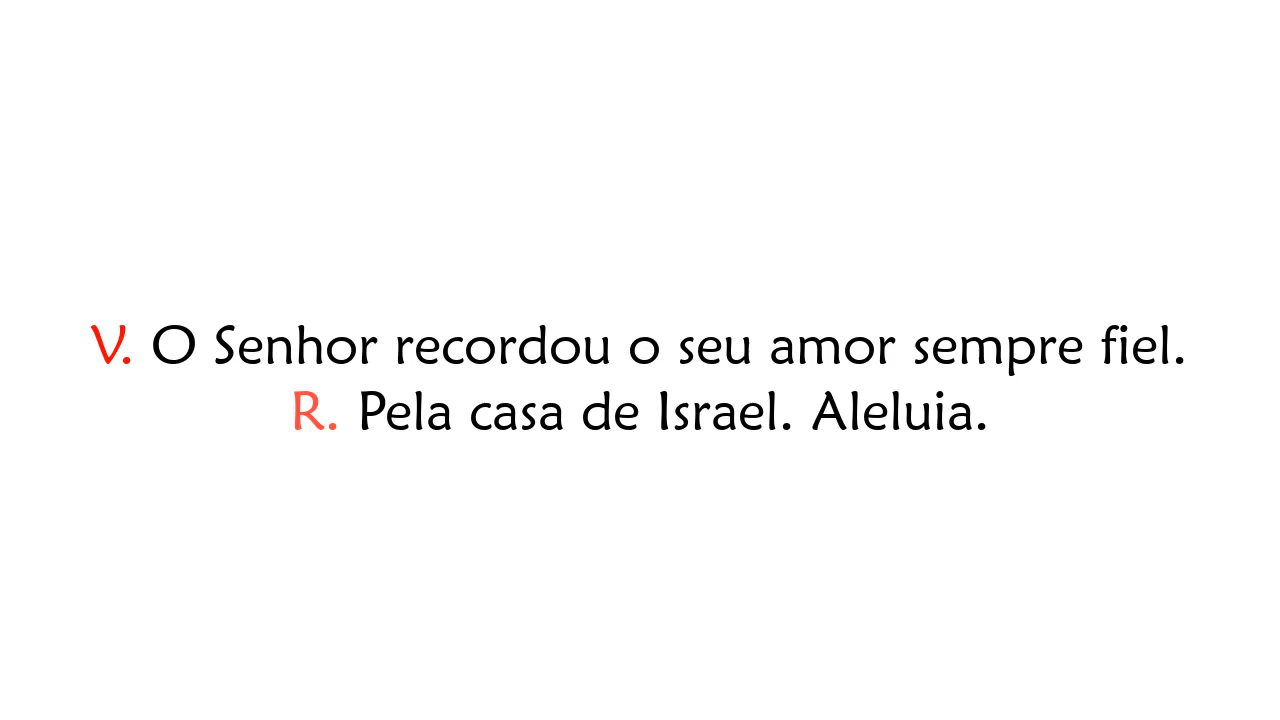 V. O Senhor recordou o seu amor sempre fiel.
R. Pela casa de Israel. Aleluia.